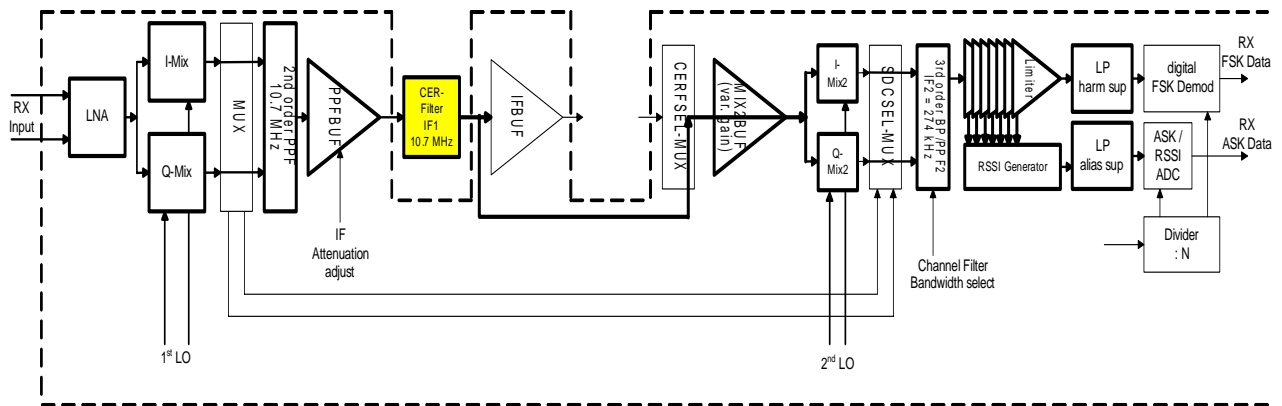 RX
Input
LNA
I-Mix
Q-Mix
MUX
2nd order PPF
10.7 MHz
PPFBUF
IF
Attenuation
adjust
CER-
Filter
IF1
10.7 MHz
IFBUF
CERFSEL-MUX
MIX2BUF
(var. gain)
I-
Mix2
Q-
Mix2
SDCSEL-MUX
3rd order BP/PPF2
IF2 = 274 kHz
Channel Filter
Bandwidth select
Limiter
RSSI Generator
LP
harm sup
LP
alias sup
digital
FSK Demod
ASK /
RSSI
ADC
Divider
: N
RX
FSK Data
RX
ASK Data
1st LO
2nd LO